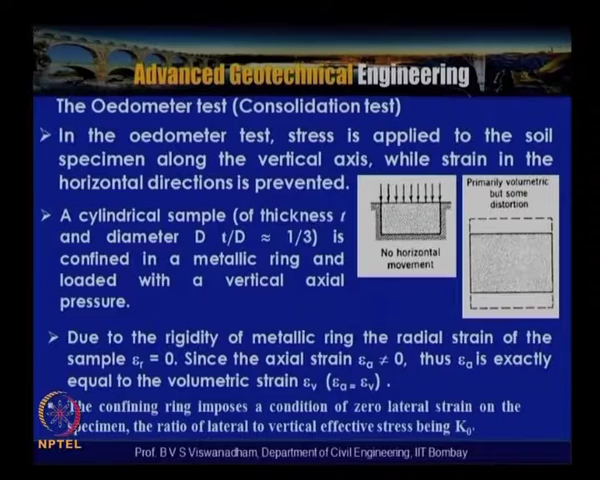 Advanced Geotechnical Engineering
The Oedometer test (Consolidation test)
➤ In the oedometer test, stress is applied to the soil
specimen along the vertical axis, while strain in the
horizontal directions is prevented.
➤ A cylindrical sample (of thickness t
and diameter D t/D ≈ 1/3) is
confined in a metallic ring and
loaded with a vertical axial
pressure.
No horizontal
movement
Primarily volumetric
but some
distortion
➤ Due to the rigidity of metallic ring the radial strain of the
sample εr = 0. Since the axial strain εa ≠ 0, thus εa is exactly
equal to the volumetric strain εv (εa = εv) .
▪ The confining ring imposes a condition of zero lateral strain on the
specimen, the ratio of lateral to vertical effective stress being K0.
NPTEL
Prof. B V S Viswanadham, Department of Civil Engineering, IIT Bombay